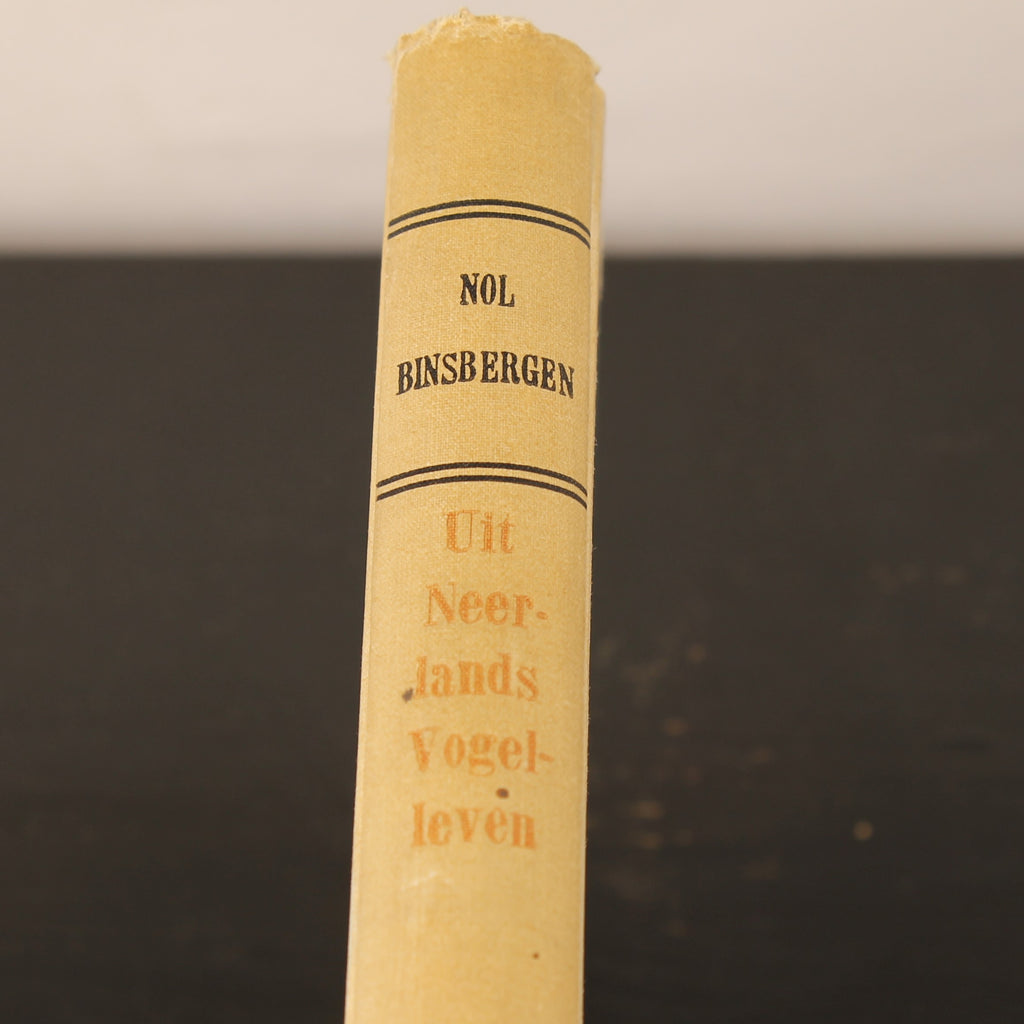 NOL
BINSBERGEN
Uit
Neer-
lands
Vogel-
leven